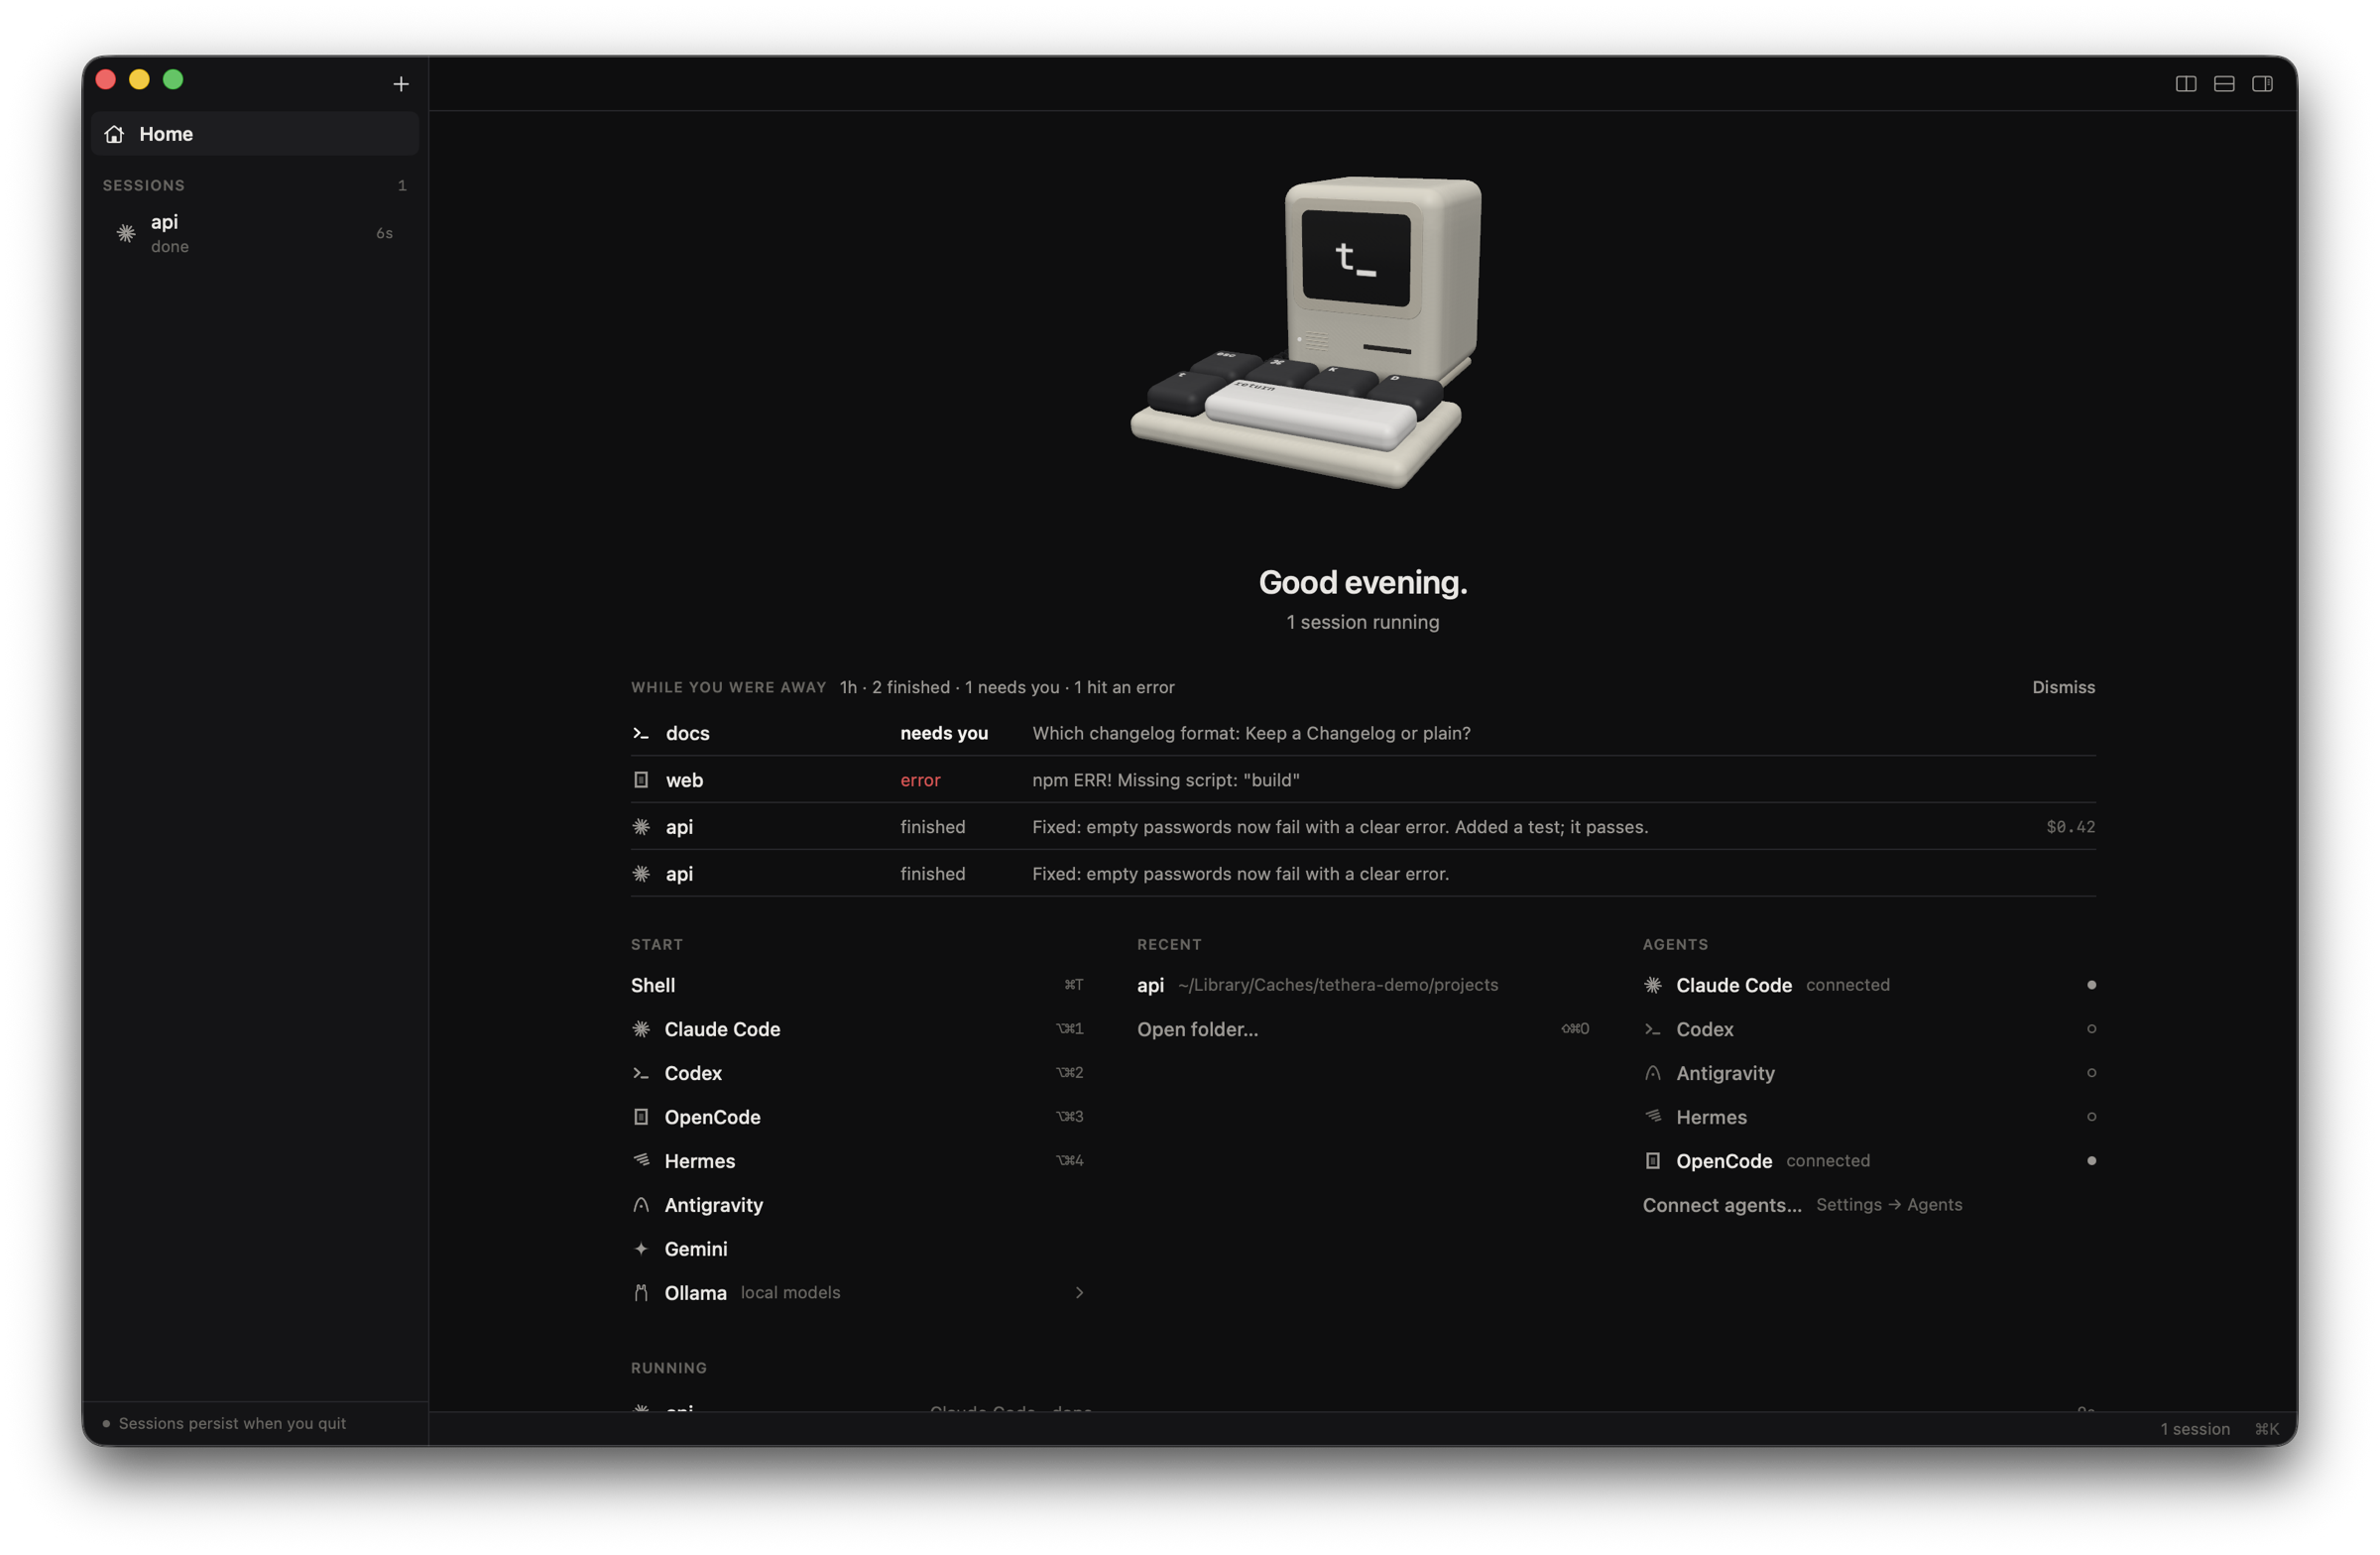 Home
SESSIONS 1
api
done
6s
t_
esc ⌘ K D
t return
Good evening.
1 session running
WHILE YOU WERE AWAY 1h · 2 finished · 1 needs you · 1 hit an error Dismiss
docs needs you Which changelog format: Keep a Changelog or plain?
web error npm ERR! Missing script: "build"
api finished Fixed: empty passwords now fail with a clear error. Added a test; it passes. $0.42
api finished Fixed: empty passwords now fail with a clear error.
START
Shell ⌘T
Claude Code ⌥⌘1
Codex ⌥⌘2
OpenCode ⌥⌘3
Hermes ⌥⌘4
Antigravity
Gemini
Ollama local models
RECENT
api ~/Library/Caches/tethera-demo/projects
Open folder... ⇧⌘O
AGENTS
Claude Code connected
Codex
Antigravity
Hermes
OpenCode connected
Connect agents... Settings → Agents
RUNNING
api Claude Code · done
Sessions persist when you quit
1 session ⌘K